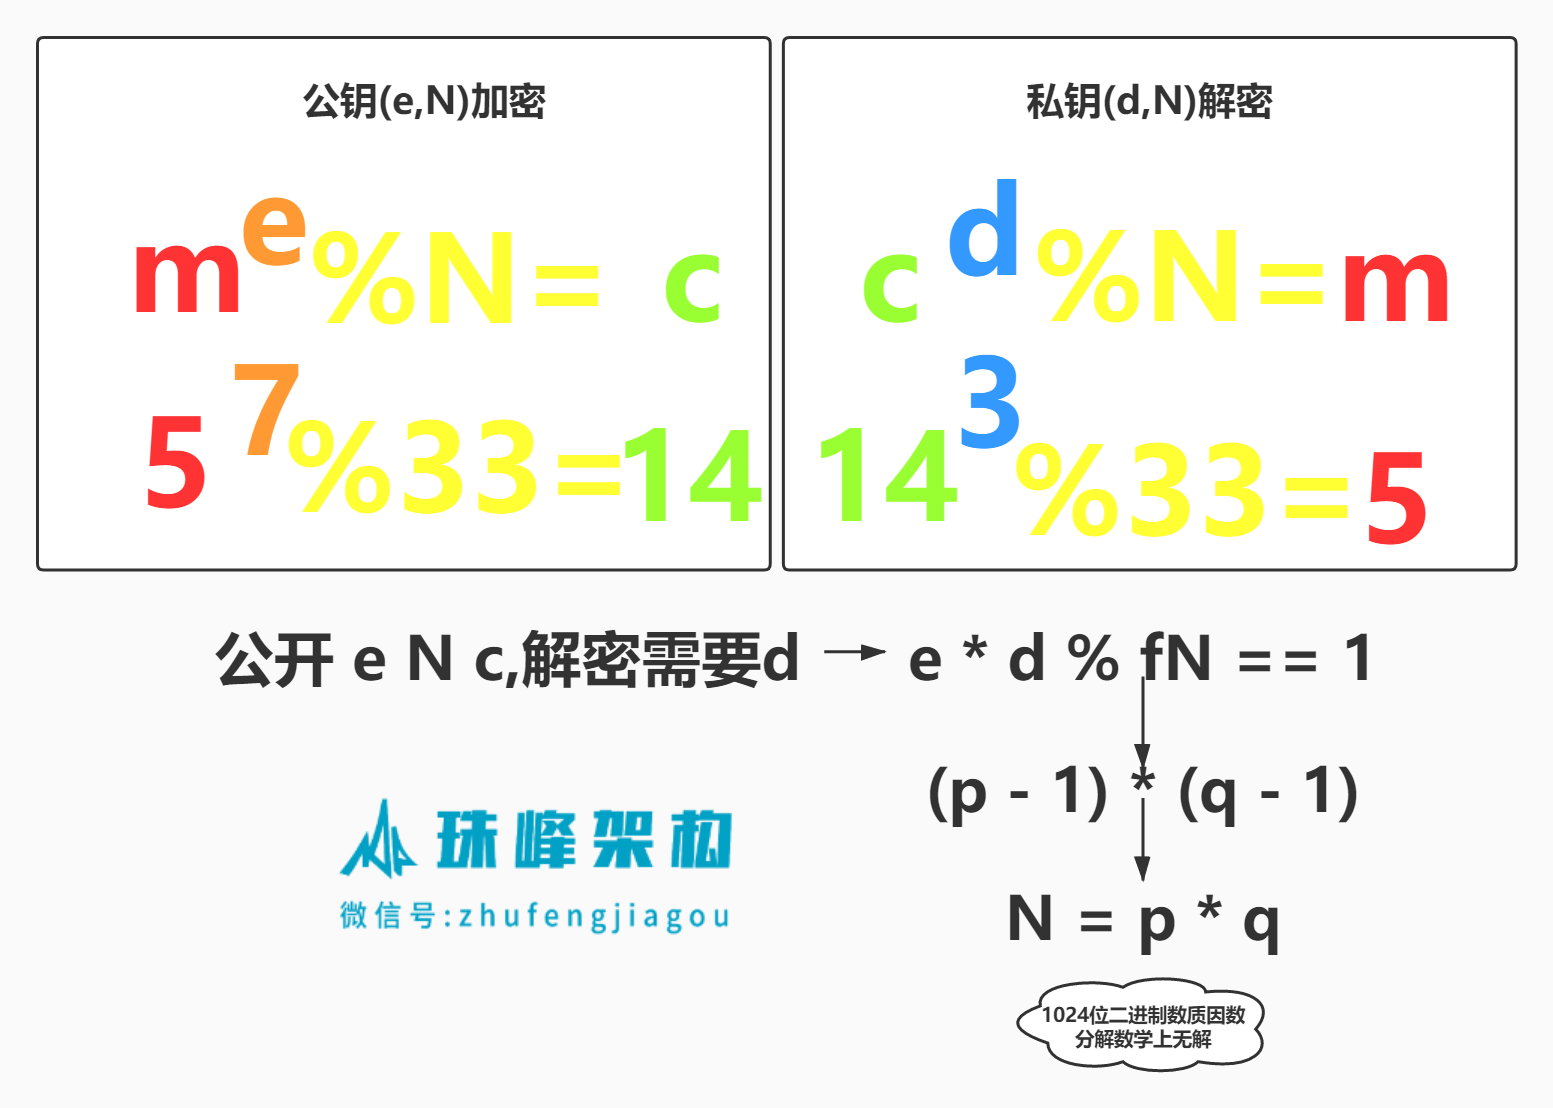 公钥(e,N)加密
m e %N= c
5 7 %33=14
私钥(d,N)解密
c d %N=m
14 3 %33=5
公开 e N c,解密需要d
e * d % fN == 1
(p - 1) * (q - 1)
N = p * q
1024位二进制数质因数
分解数学上无解
珠峰架构
微信号:zhufengjiagou